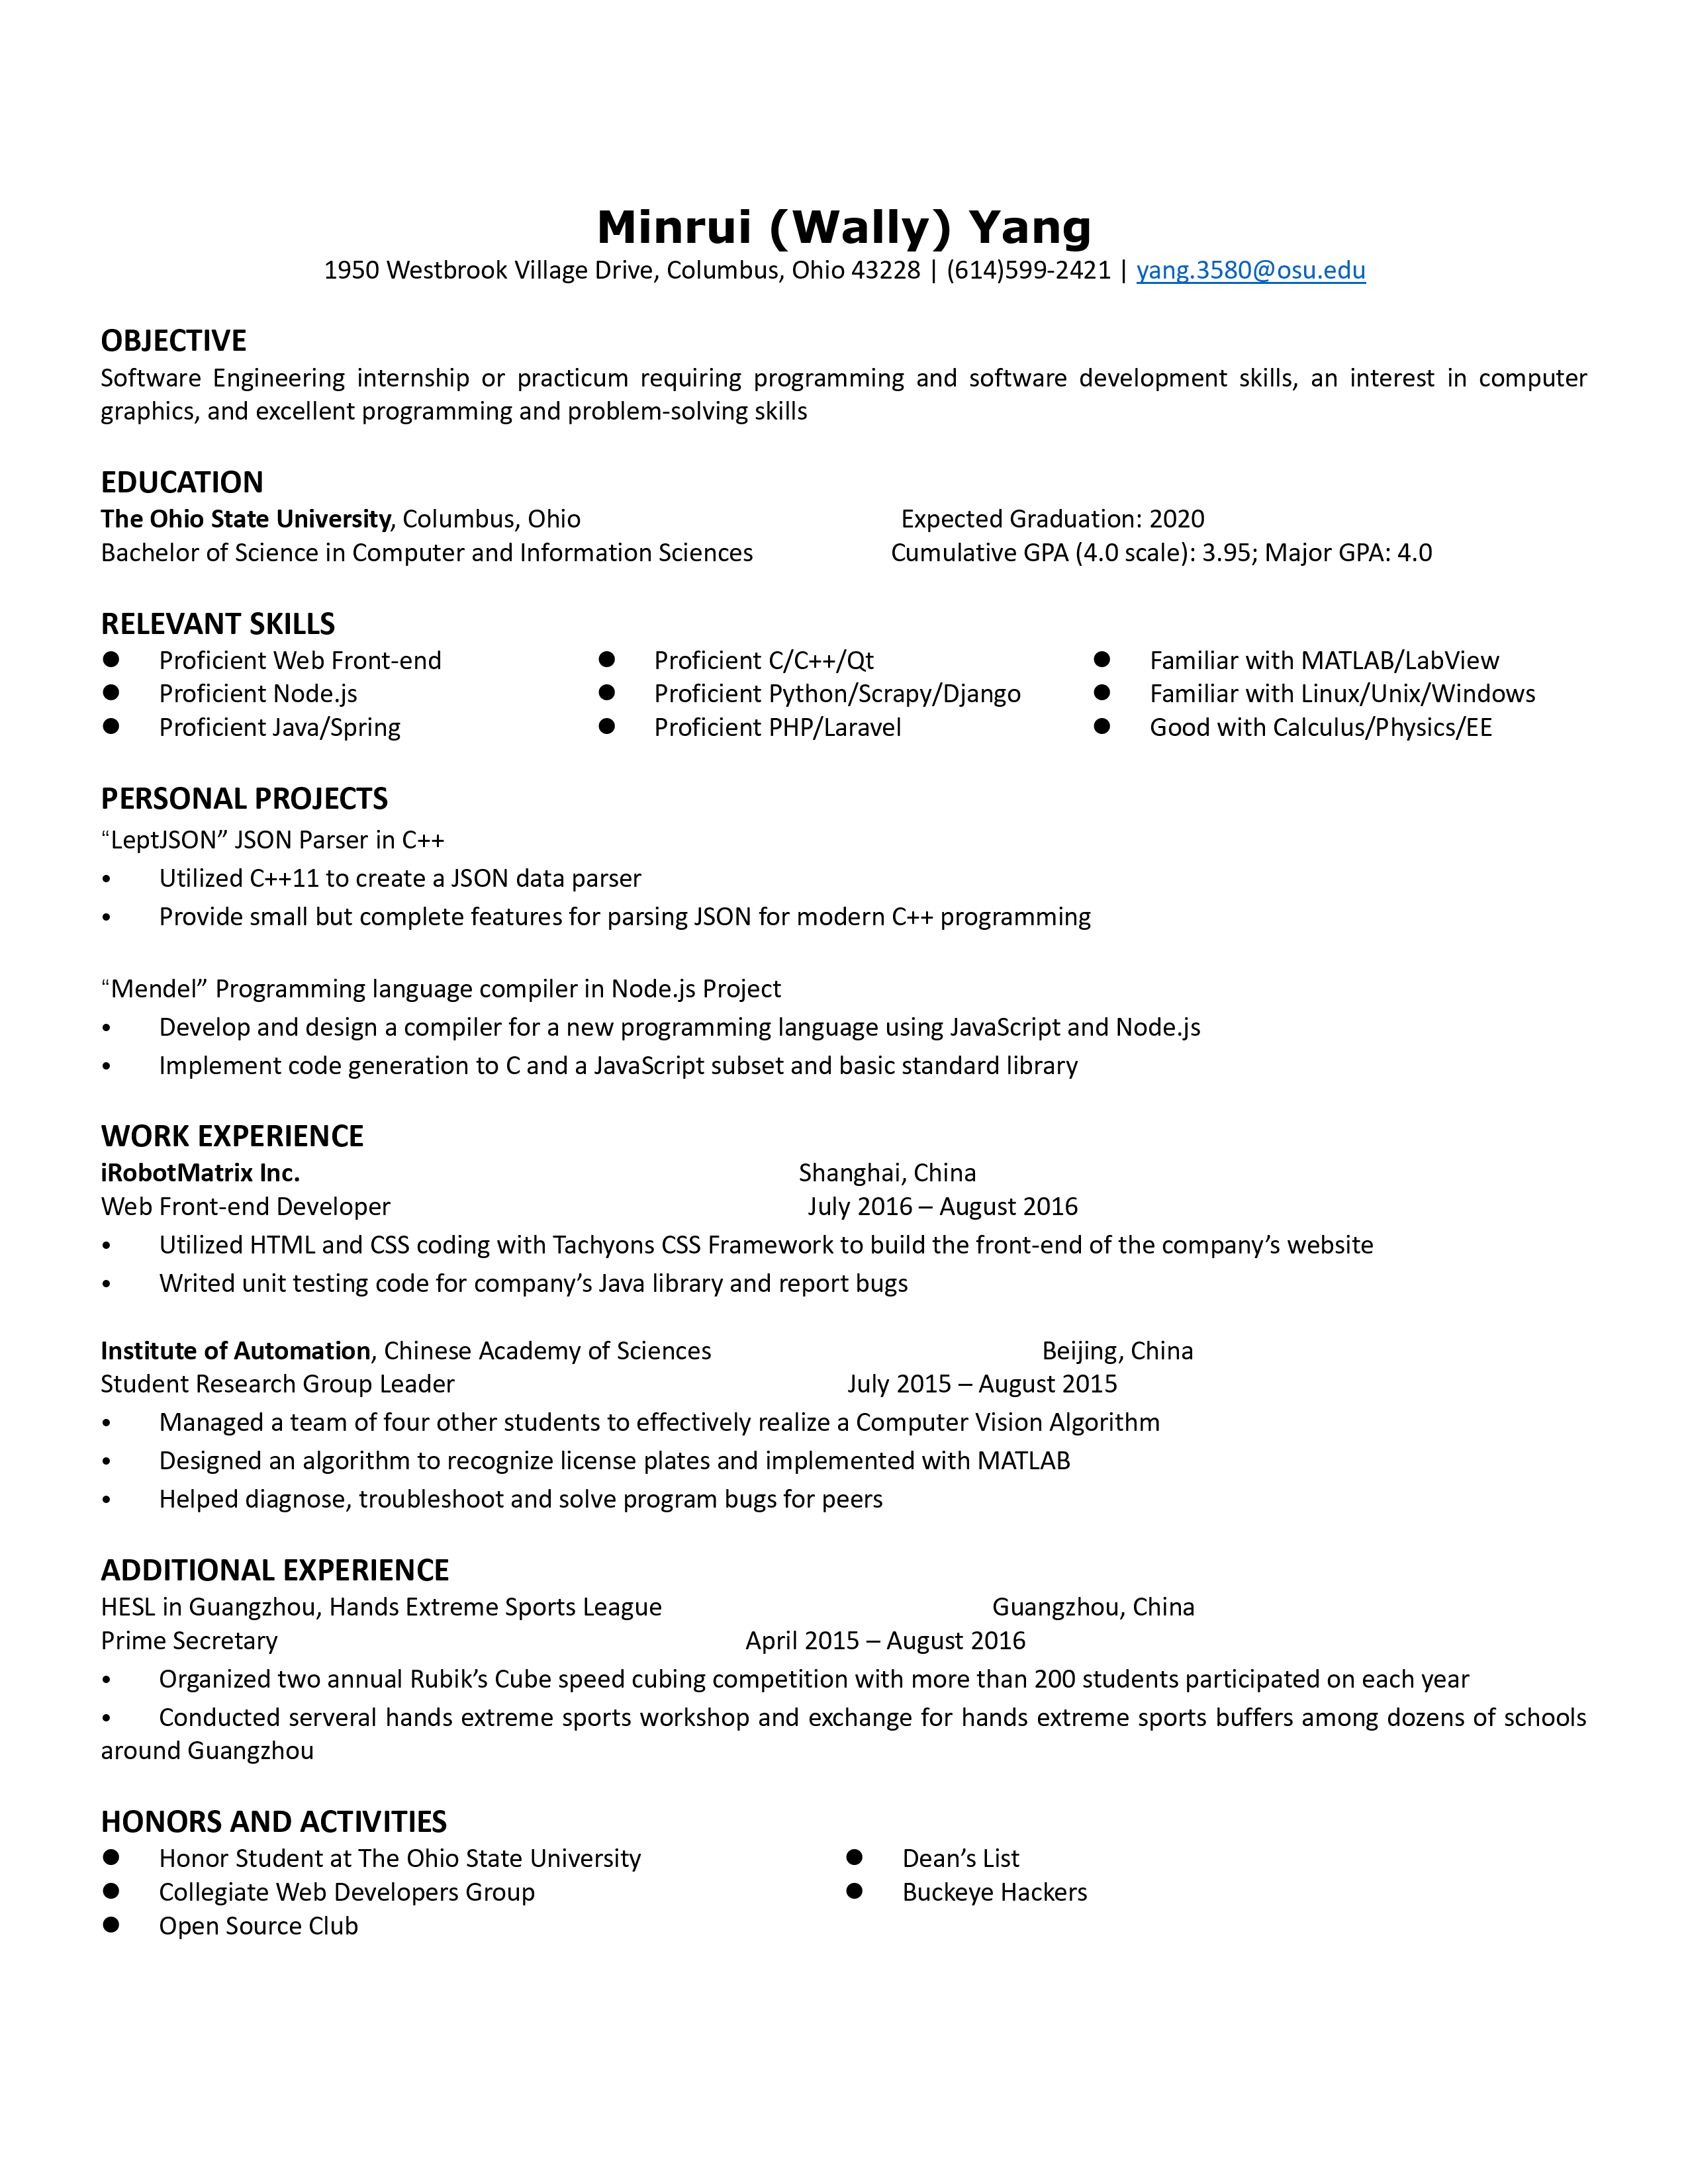 Minrui (Wally) Yang
1950 Westbrook Village Drive, Columbus, Ohio 43228 | (614)599-2421 | yang.3580@osu.edu
OBJECTIVE
Software Engineering internship or practicum requiring programming and software development skills, an interest in computer
graphics, and excellent programming and problem-solving skills
EDUCATION
The Ohio State University, Columbus, Ohio Expected Graduation: 2020
Bachelor of Science in Computer and Information Sciences Cumulative GPA (4.0 scale): 3.95; Major GPA: 4.0
RELEVANT SKILLS
● Proficient Web Front-end ● Proficient C/C++/Qt ● Familiar with MATLAB/LabView
● Proficient Node.js ● Proficient Python/Scrapy/Django ● Familiar with Linux/Unix/Windows
● Proficient Java/Spring ● Proficient PHP/Laravel ● Good with Calculus/Physics/EE
PERSONAL PROJECTS
“LeptJSON” JSON Parser in C++
• Utilized C++11 to create a JSON data parser
• Provide small but complete features for parsing JSON for modern C++ programming
“Mendel” Programming language compiler in Node.js Project
• Develop and design a compiler for a new programming language using JavaScript and Node.js
• Implement code generation to C and a JavaScript subset and basic standard library
WORK EXPERIENCE
iRobotMatrix Inc. Shanghai, China
Web Front-end Developer July 2016 – August 2016
• Utilized HTML and CSS coding with Tachyons CSS Framework to build the front-end of the company’s website
• Writed unit testing code for company’s Java library and report bugs
Institute of Automation, Chinese Academy of Sciences Beijing, China
Student Research Group Leader July 2015 – August 2015
• Managed a team of four other students to effectively realize a Computer Vision Algorithm
• Designed an algorithm to recognize license plates and implemented with MATLAB
• Helped diagnose, troubleshoot and solve program bugs for peers
ADDITIONAL EXPERIENCE
HESL in Guangzhou, Hands Extreme Sports League Guangzhou, China
Prime Secretary April 2015 – August 2016
• Organized two annual Rubik’s Cube speed cubing competition with more than 200 students participated on each year
• Conducted serveral hands extreme sports workshop and exchange for hands extreme sports buffers among dozens of schools
around Guangzhou
HONORS AND ACTIVITIES
● Honor Student at The Ohio State University ● Dean’s List
● Collegiate Web Developers Group ● Buckeye Hackers
● Open Source Club